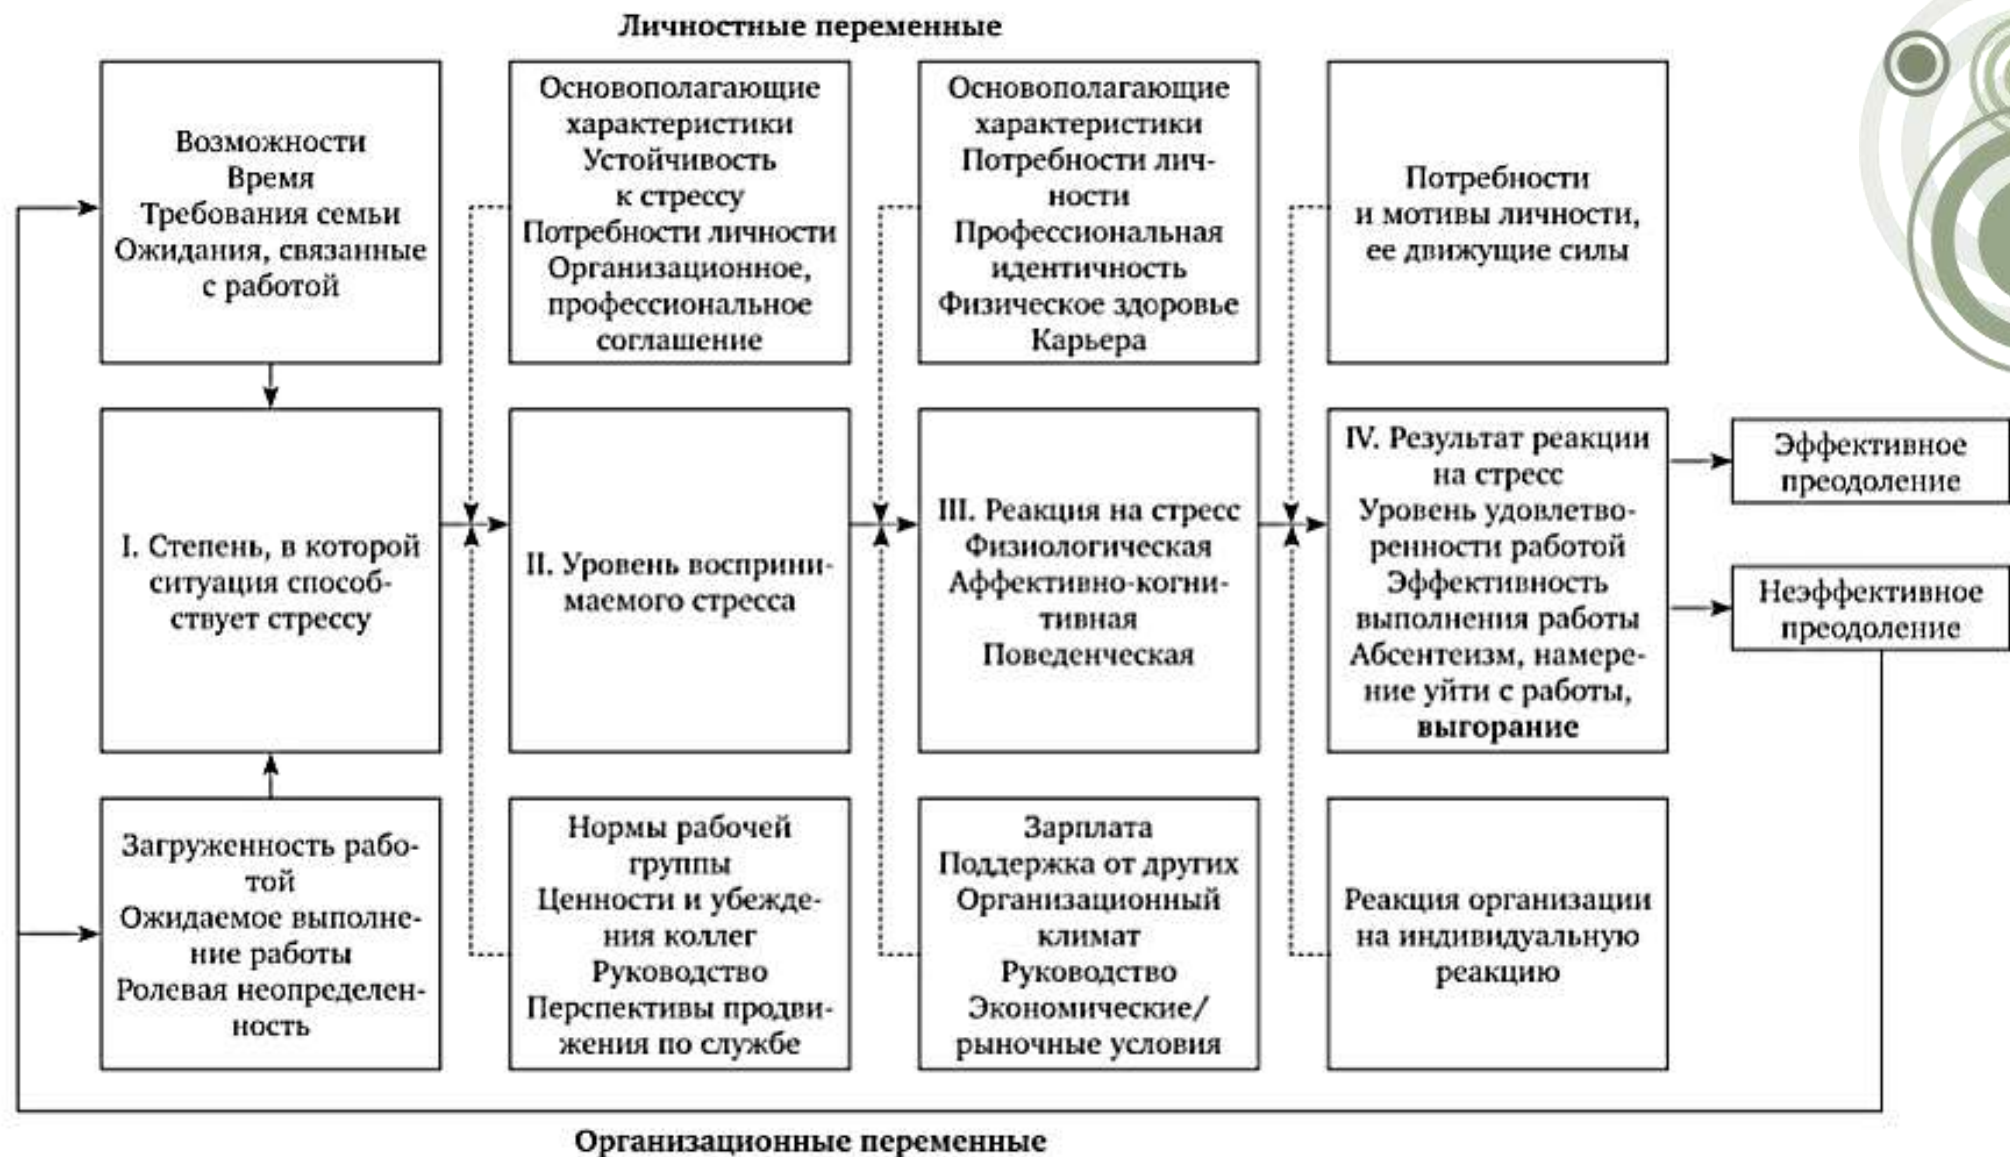 Личностные переменные
Возможности
Время
Требования семьи
Ожидания, связанные
с работой
Основополагающие
характеристики
Устойчивость
к стрессу
Потребности личности
Организационное,
профессиональное
соглашение
Основополагающие
характеристики
Потребности лич-
ности
Профессиональная
идентичность
Физическое здоровье
Карьера
Потребности
и мотивы личности,
ее движущие силы
I. Степень, в которой
ситуация способ-
ствует стрессу
II. Уровень восприни-
маемого стресса
III. Реакция на стресс
Физиологическая
Аффективно-когни-
тивная
Поведенческая
IV. Результат реакции
на стресс
Уровень удовлетво-
ренности работой
Эффективность
выполнения работы
Абсентеизм, намере-
ние уйти с работы,
выгорание
Эффективное
преодоление
Неэффективное
преодоление
Загруженность рабо-
той
Ожидаемое выполне-
ние работы
Ролевая неопределен-
ность
Нормы рабочей
группы
Ценности и убежде-
ния коллег
Руководство
Перспективы продви-
жения по службе
Зарплата
Поддержка от других
Организационный
климат
Руководство
Экономические/
рыночные условия
Реакция организации
на индивидуальную
реакцию
Организационные переменные